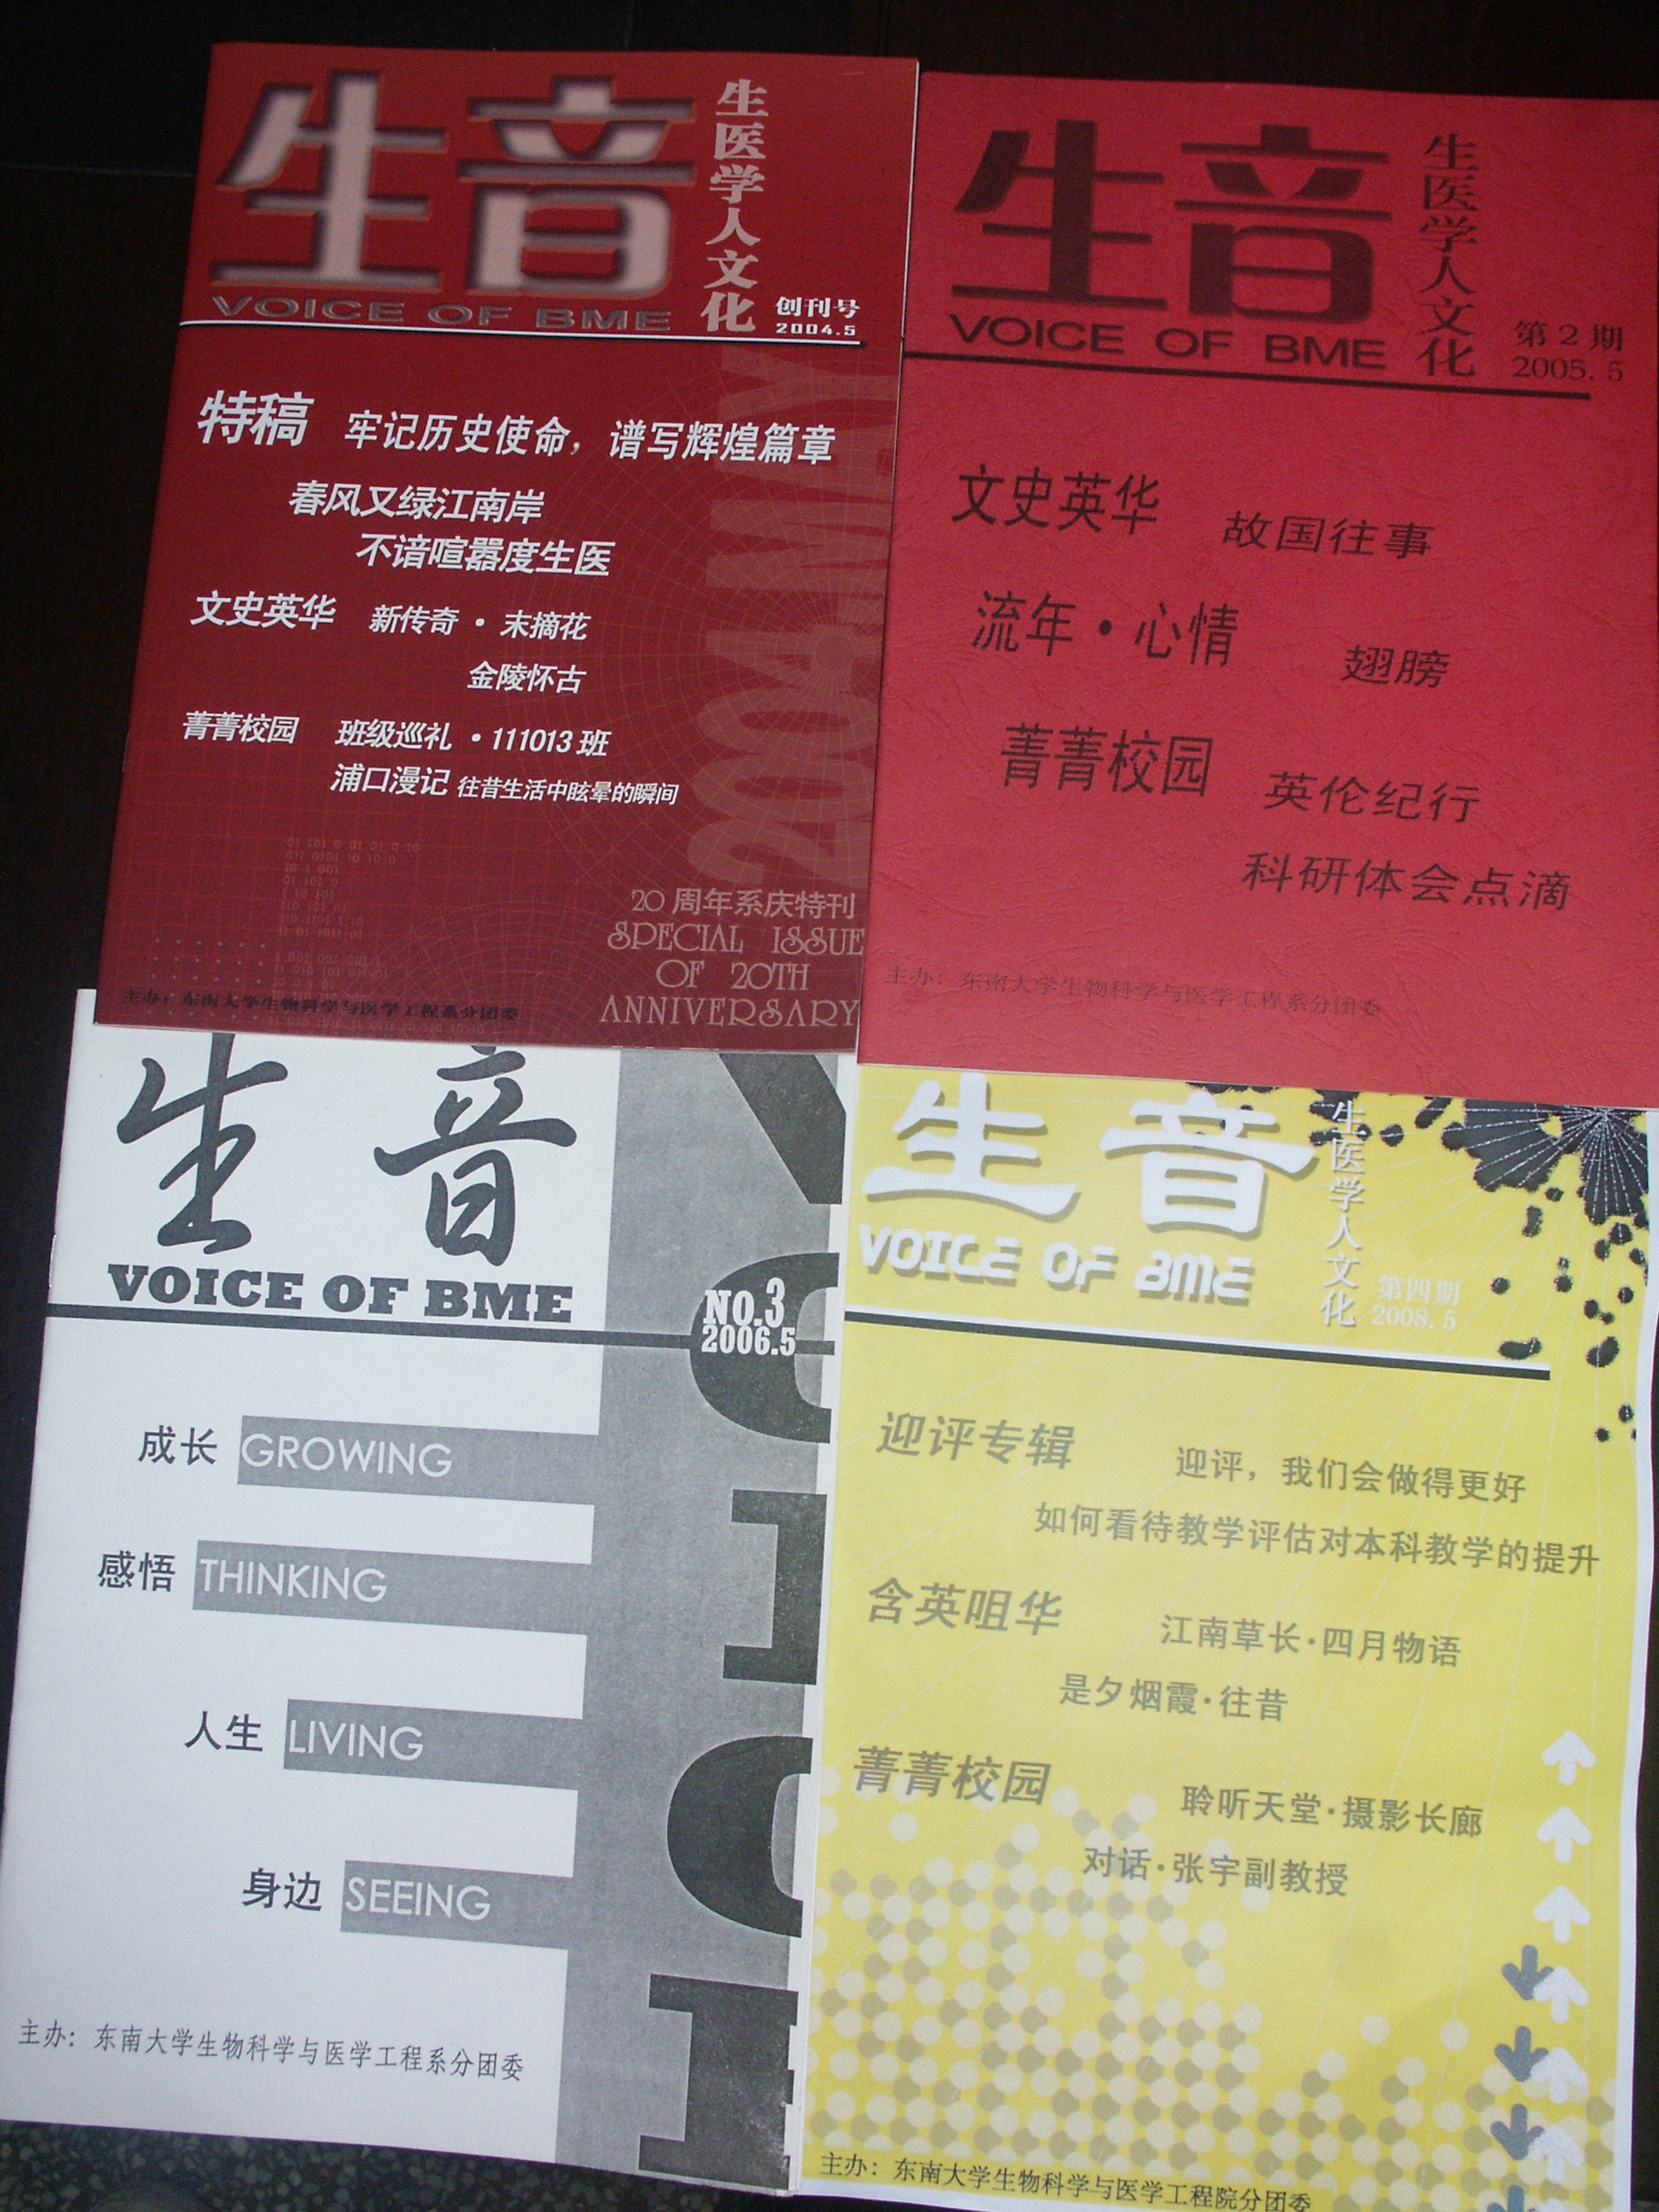 生音
VOICE OF BME
生医学人文化
创刊号
2004.5
特稿 牢记历史使命，谱写辉煌篇章
春风又绿江南岸
不谙喧嚣度生医
文史英华 新传奇·末摘花
金陵怀古
菁菁校园 班级巡礼·111013班
浦口漫记 往昔生活中眩晕的瞬间
2004 MAY
20周年系庆特刊
SPECIAL ISSUE
OF 20TH
ANNIVERSARY
主办：东南大学生物科学与医学工程系分团委
生音
VOICE OF BME
生医学人文化
第2期
2005.5
文史英华 故国往事
流年·心情 翅膀
菁菁校园 英伦纪行
科研体会点滴
主办：东南大学生物科学与医学工程系分团委
生音
VOICE OF BME
NO.3
2006.5
成长 GROWING
感悟 THINKING
人生 LIVING
身边 SEEING
主办：东南大学生物科学与医学工程系分团委
生音
VOICE OF BME
生医学人文化
第四期
2008.5
迎评专辑 迎评，我们会做得更好
如何看待教学评估对本科教学的提升
含英咀华 江南草长·四月物语
是夕烟霞·往昔
菁菁校园 聆听天堂·摄影长廊
对话·张宇副教授
主办：东南大学生物科学与医学工程院分团委